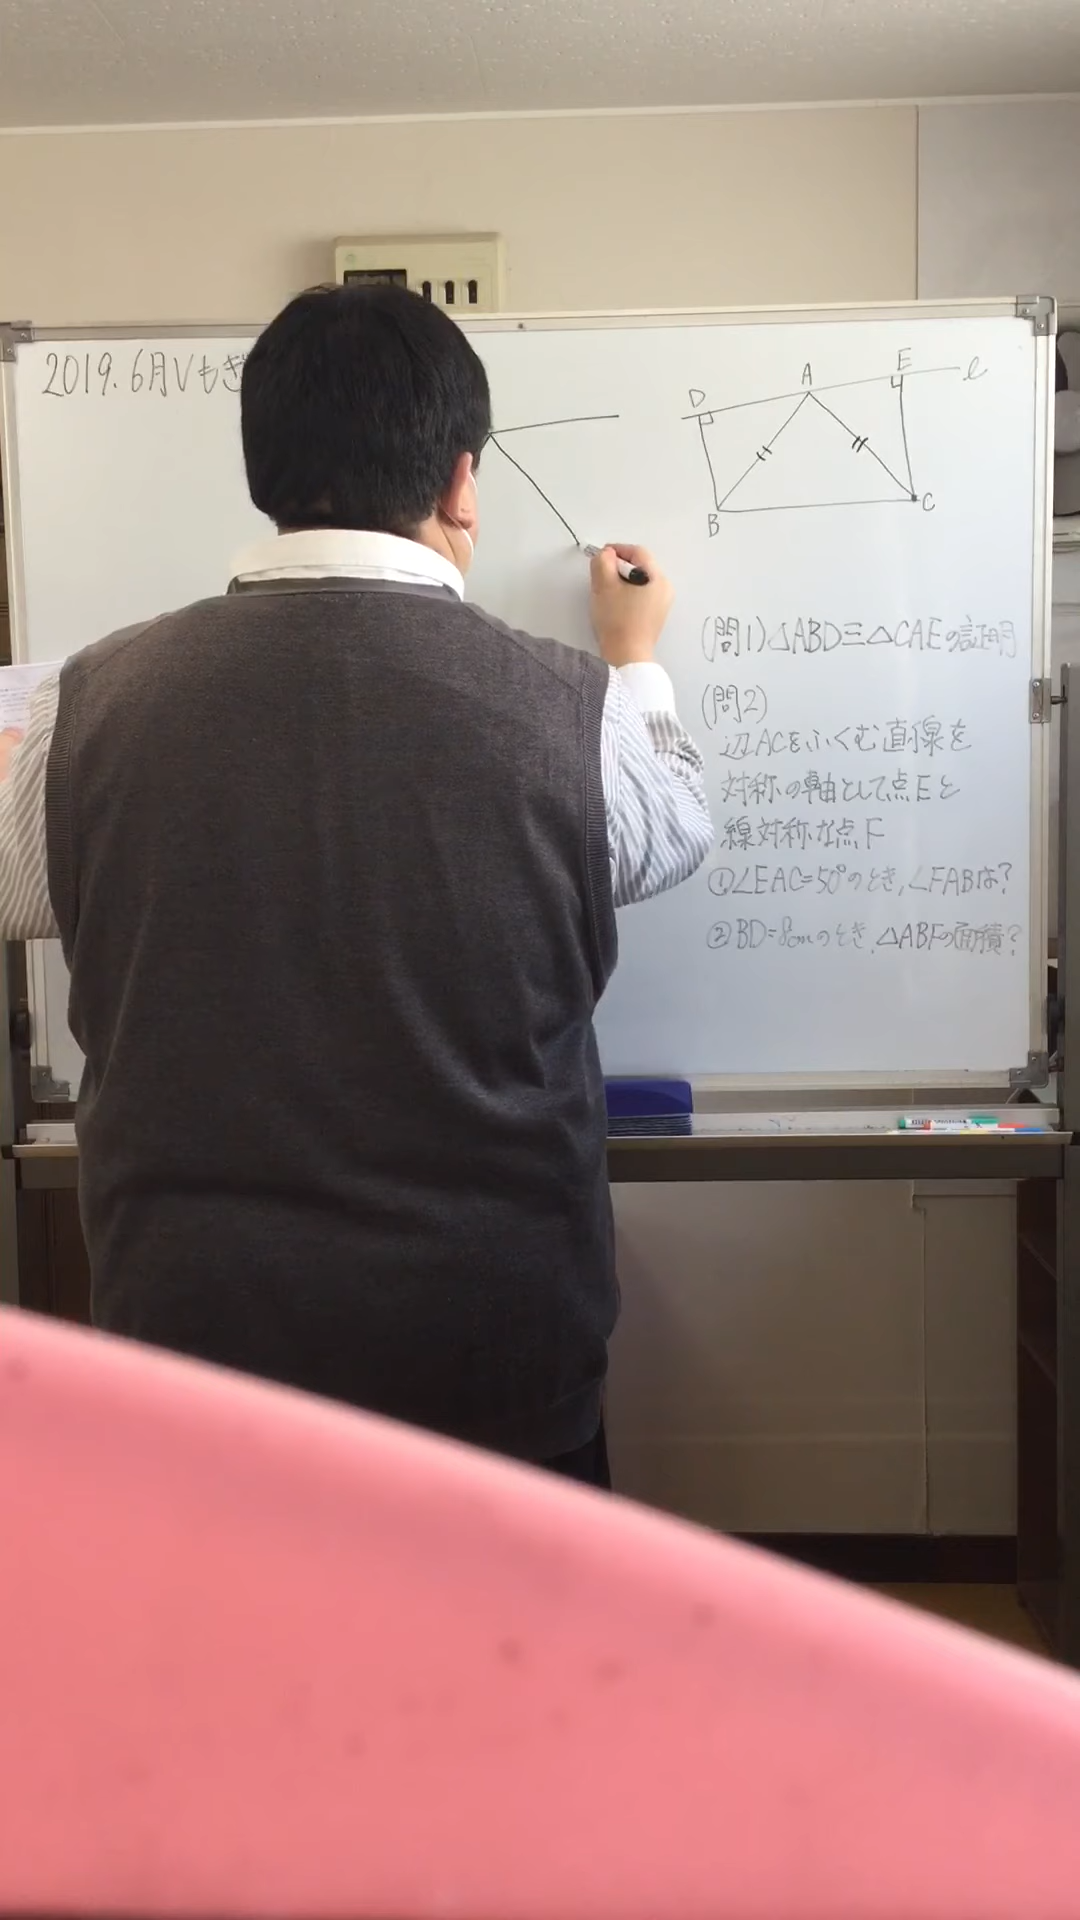 2019. 6月Vもぎ
D
A
E
l
B
C
(問1)△ABD≡△CAEの証明
(問2)
辺ACをふくむ直線を
対称の軸として点Eと
線対称な点F
①∠EAC=50°のとき,∠FABは?
②BD=8cmのとき,△ABFの面積?